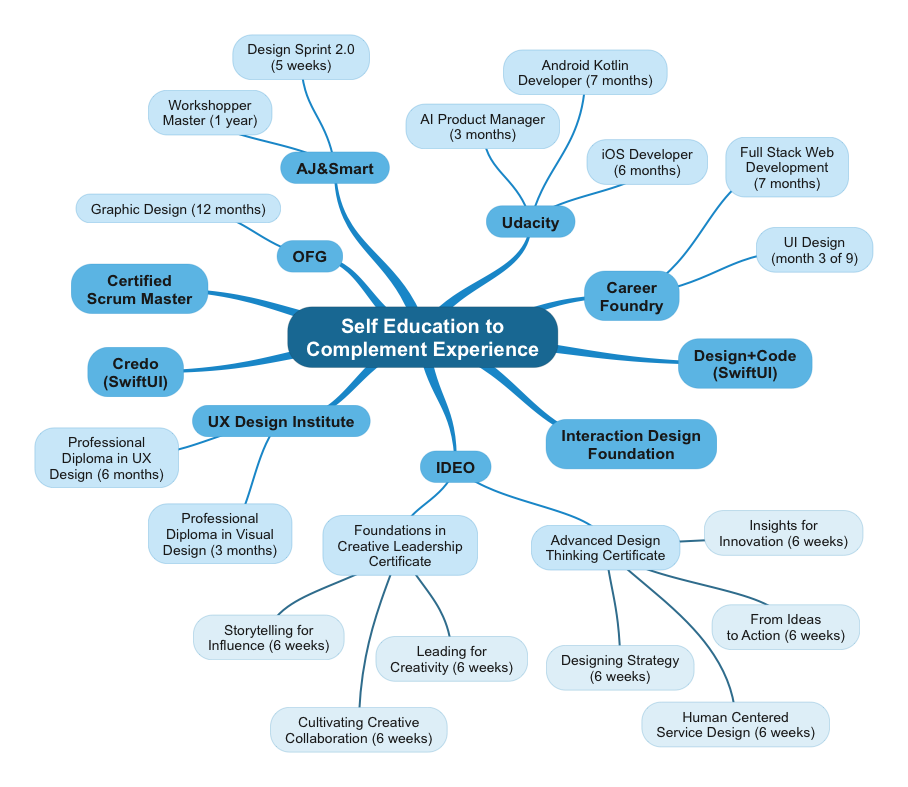 Design Sprint 2.0
(5 weeks)
Workshopper
Master (1 year)
AJ&Smart
Graphic Design (12 months)
OFG
Certified
Scrum Master
Credo
(SwiftUI)
UX Design Institute
Professional
Diploma in UX
Design (6 months)
Professional
Diploma in Visual
Design (3 months)
Android Kotlin
Developer (7 months)
AI Product Manager
(3 months)
iOS Developer
(6 months)
Udacity
Full Stack Web
Development
(7 months)
UI Design
(month 3 of 9)
Career
Foundry
Self Education to
Complement Experience
Design+Code
(SwiftUI)
Interaction Design
Foundation
IDEO
Foundations in
Creative Leadership
Certificate
Storytelling for
Influence (6 weeks)
Leading for
Creativity (6 weeks)
Cultivating Creative
Collaboration (6 weeks)
Advanced Design
Thinking Certificate
Insights for
Innovation (6 weeks)
From Ideas
to Action (6 weeks)
Designing Strategy
(6 weeks)
Human Centered
Service Design (6 weeks)